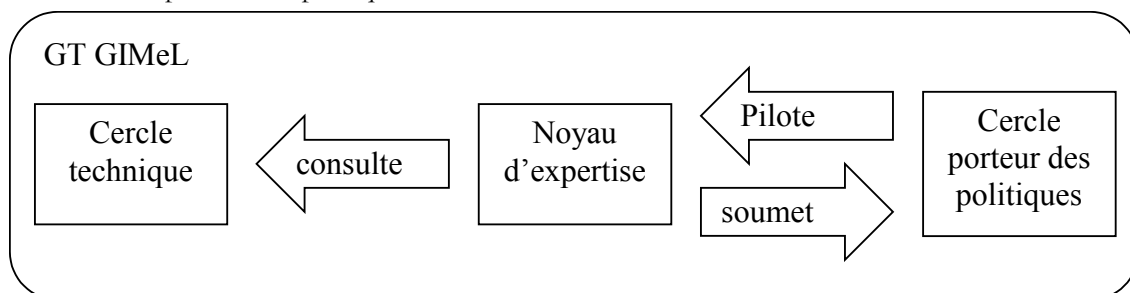 GT GIMeL
Cercle
technique
consulte
Noyau
d'expertise
Pilote
soumet
Cercle
porteur des
politiques